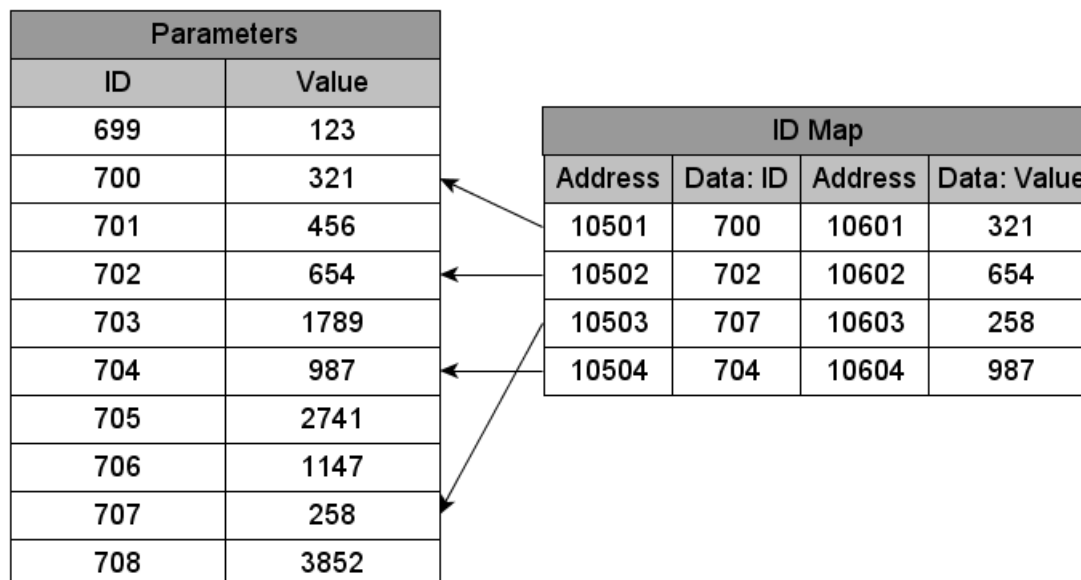 Parameters
ID Value
699 123
700 321
701 456
702 654
703 1789
704 987
705 2741
706 1147
707 258
708 3852
ID Map
Address Data: ID Address Data: Value
10501 700 10601 321
10502 702 10602 654
10503 707 10603 258
10504 704 10604 987